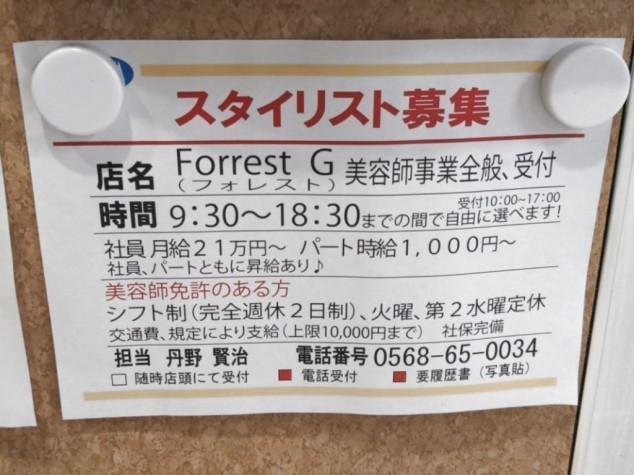 スタイリスト募集
店名 Forrest G 美容師事業全般、受付
(フォレスト)
受付10:00~17:00
時間 9:30～18:30までの間で自由に選べます!
社員 月給21万円～ パート時給1,000円～
社員、パートともに昇給あり♪
美容師免許のある方
シフト制(完全週休2日制)、火曜、第2水曜定休
交通費、規定により支給(上限10,000円まで) 社保完備
担当 丹野 賢治 電話番号 0568-65-0034
□ 随時店頭にて受付 ■ 電話受付 ■ 要履歴書 (写真貼)